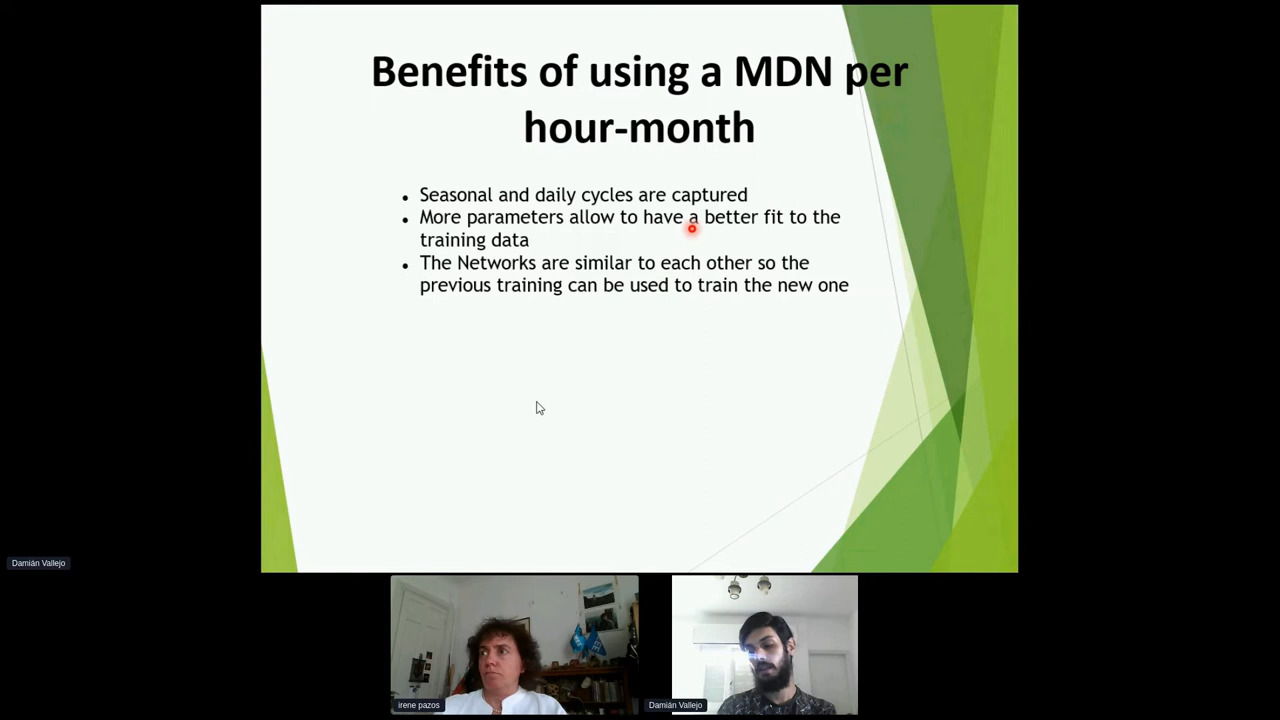 Benefits of using a MDN per
hour-month
• Seasonal and daily cycles are captured
• More parameters allow to have a better fit to the
training data
• The Networks are similar to each other so the
previous training can be used to train the new one
Damián Vallejo
irene pazos
Damián Vallejo